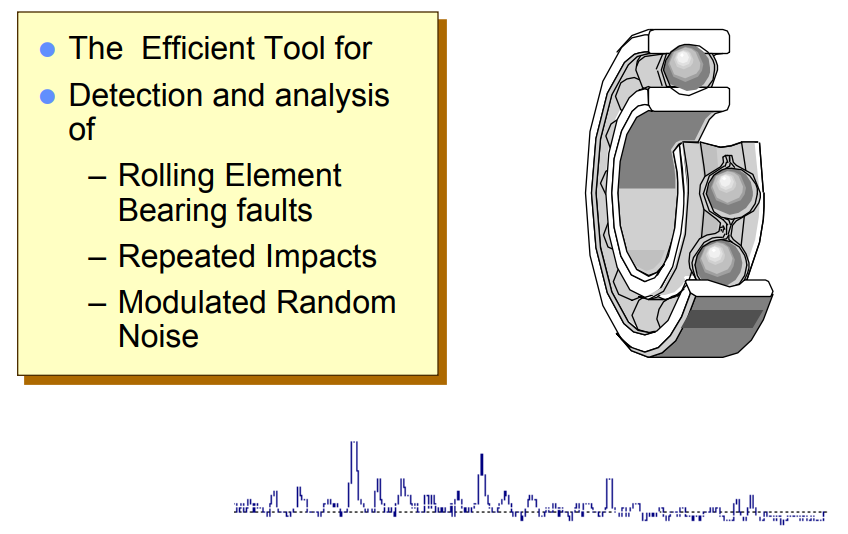 The  Efficient Tool for
Detection and analysis
of
– Rolling Element
Bearing faults
– Repeated Impacts
– Modulated Random
Noise